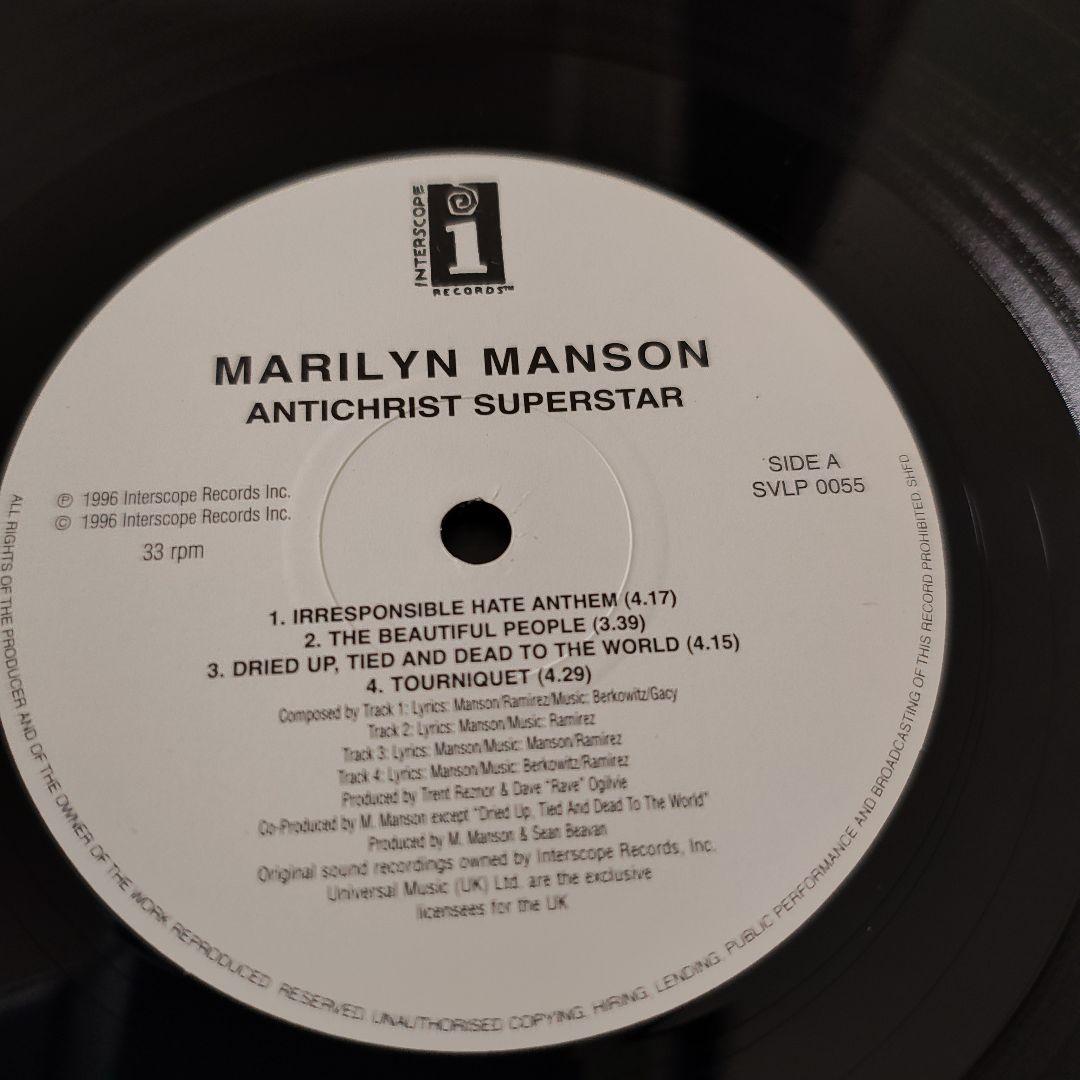 INTERSCOPE
i
RECORDS™
MARILYN MANSON
ANTICHRIST SUPERSTAR
SIDE A
SVLP 0055
℗ 1996 Interscope Records Inc.
© 1996 Interscope Records Inc.
33 rpm
1. IRRESPONSIBLE HATE ANTHEM (4.17)
2. THE BEAUTIFUL PEOPLE (3.39)
3. DRIED UP, TIED AND DEAD TO THE WORLD (4.15)
4. TOURNIQUET (4.29)
Composed by Track 1: Lyrics: Manson/Ramirez/Music: Berkowitz/Gacy
Track 2: Lyrics: Manson/Music: Ramirez
Track 3: Lyrics: Manson/Music: Manson/Ramirez
Track 4: Lyrics: Manson/Music: Berkowitz/Ramirez
Produced by Trent Reznor & Dave "Rave" Ogilvie
Co-Produced by M. Manson except "Dried Up, Tied And Dead To The World"
Produced by M. Manson & Sean Beavan
Original sound recordings owned by Interscope Records, Inc.
Universal Music (UK) Ltd. are the exclusive
licensees for the UK
ALL RIGHTS OF THE PRODUCER AND OF THE OWNER OF THE WORK REPRODUCED RESERVED. UNAUTHORISED COPYING, HIRING, LENDING, PUBLIC PERFORMANCE AND BROADCASTING OF THIS RECORD PROHIBITED. SHFD